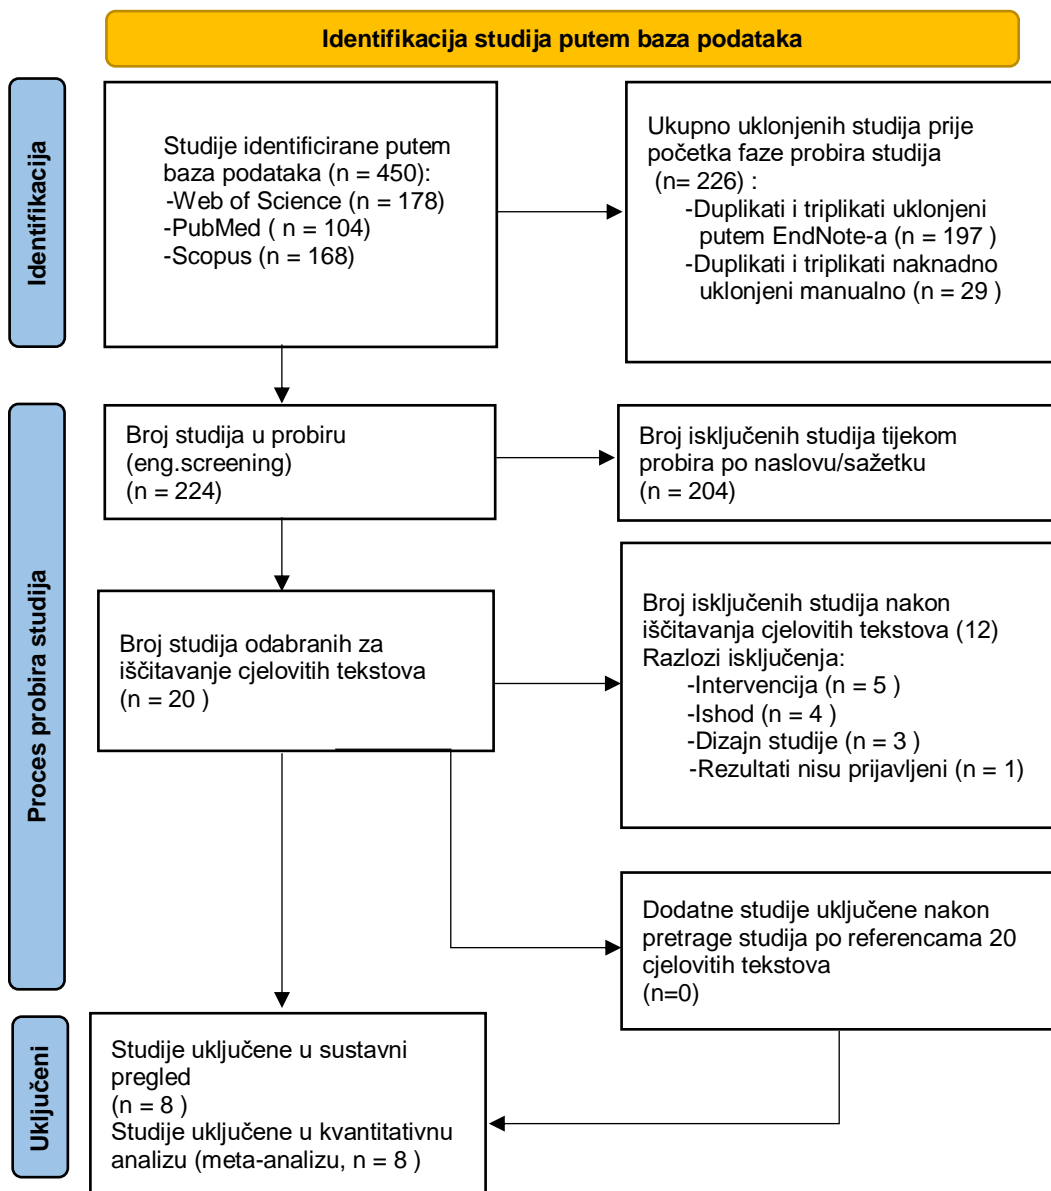 Identifikacija studija putem baza podataka
Identifikacija
Studije identificirane putem
baza podataka (n = 450):
-Web of Science (n = 178)
-PubMed ( n = 104)
-Scopus (n = 168)
Ukupno uklonjenih studija prije
početka faze probira studija
(n= 226) :
-Duplikati i triplikati uklonjeni
putem EndNote-a (n = 197 )
-Duplikati i triplikati naknadno
uklonjeni manualno (n = 29 )
Proces probira studija
Broj studija u probiru
(eng.screening)
(n = 224)
Broj isključenih studija tijekom
probira po naslovu/sažetku
(n = 204)
Broj studija odabranih za
iščitavanje cjelovitih tekstova
(n = 20 )
Broj isključenih studija nakon
iščitavanja cjelovitih tekstova (12)
Razlozi isključenja:
-Intervencija (n = 5 )
-Ishod (n = 4 )
-Dizajn studije (n = 3 )
-Rezultati nisu prijavljeni (n = 1)
Dodatne studije uključene nakon
pretrage studija po referencama 20
cjelovitih tekstova
(n=0)
Uključeni
Studije uključene u sustavni
pregled
(n = 8 )
Studije uključene u kvantitativnu
analizu (meta-analizu, n = 8 )